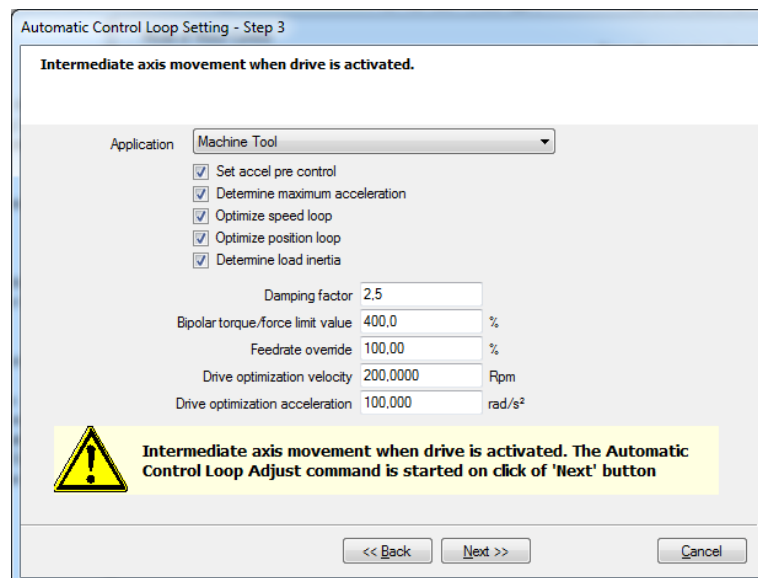 Automatic Control Loop Setting - Step 3
Intermediate axis movement when drive is activated.
Application Machine Tool
Set accel pre control
Determine maximum acceleration
Optimize speed loop
Optimize position loop
Determine load inertia
Damping factor 2,5
Bipolar torque/force limit value 400,0 %
Feedrate override 100,00 %
Drive optimization velocity 200,0000 Rpm
Drive optimization acceleration 100,000 rad/s²
Intermediate axis movement when drive is activated. The Automatic
Control Loop Adjust command is started on click of 'Next' button
<< Back Next >> Cancel